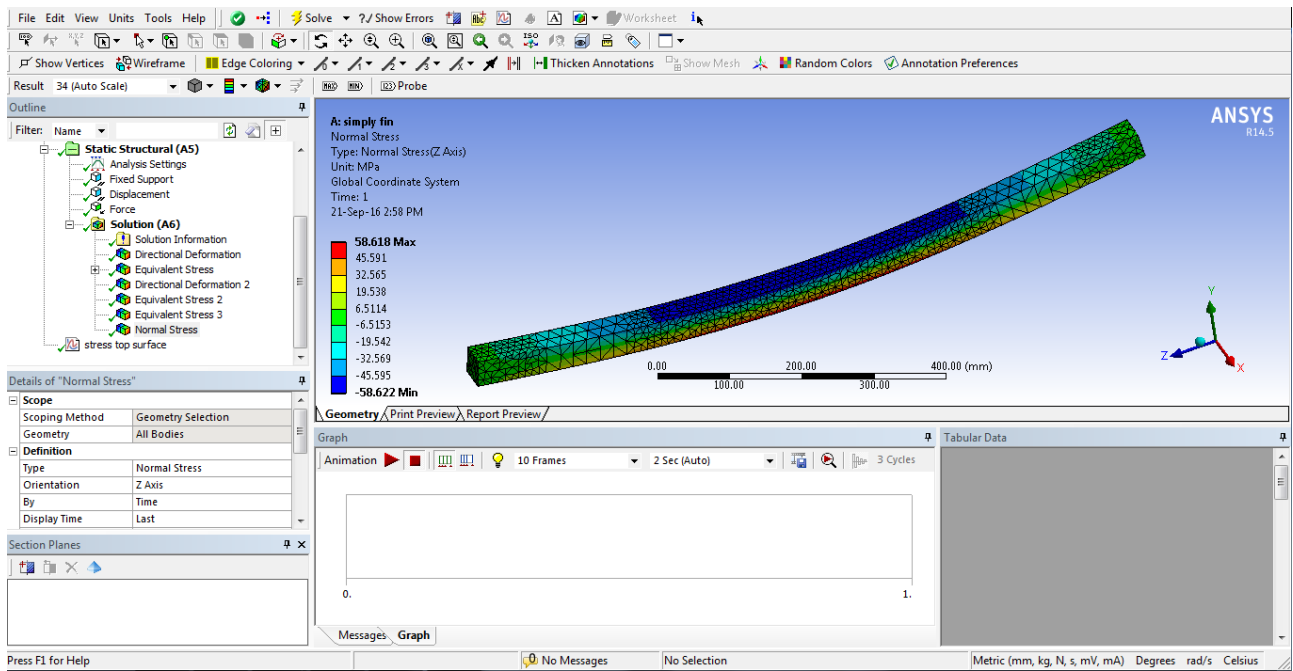 File Edit View Units Tools Help Solve ?/ Show Errors Worksheet
Show Vertices Wireframe Edge Coloring Thicken Annotations Show Mesh Random Colors Annotation Preferences
Result 34 (Auto Scale) MAX MIN Probe
Outline
Filter: Name
Static Structural (A5)
Analysis Settings
Fixed Support
Displacement
Force
Solution (A6)
Solution Information
Directional Deformation
Equivalent Stress
Directional Deformation 2
Equivalent Stress 2
Equivalent Stress 3
Normal Stress
stress top surface
Details of "Normal Stress"
Scope
Scoping Method Geometry Selection
Geometry All Bodies
Definition
Type Normal Stress
Orientation Z Axis
By Time
Display Time Last
Section Planes
A: simply fin
Normal Stress
Type: Normal Stress(Z Axis)
Unit: MPa
Global Coordinate System
Time: 1
21-Sep-16 2:58 PM
58.618 Max
45.591
32.565
19.538
6.5114
-6.5153
-19.542
-32.569
-45.595
-58.622 Min
ANSYS
R14.5
0.00 200.00 400.00 (mm)
100.00 300.00
Y
Z
X
Geometry Print Preview Report Preview
Graph
Animation 10 Frames 2 Sec (Auto) 3 Cycles
0. 1.
Messages Graph
Tabular Data
Press F1 for Help 0 No Messages No Selection Metric (mm, kg, N, s, mV, mA) Degrees rad/s Celsius